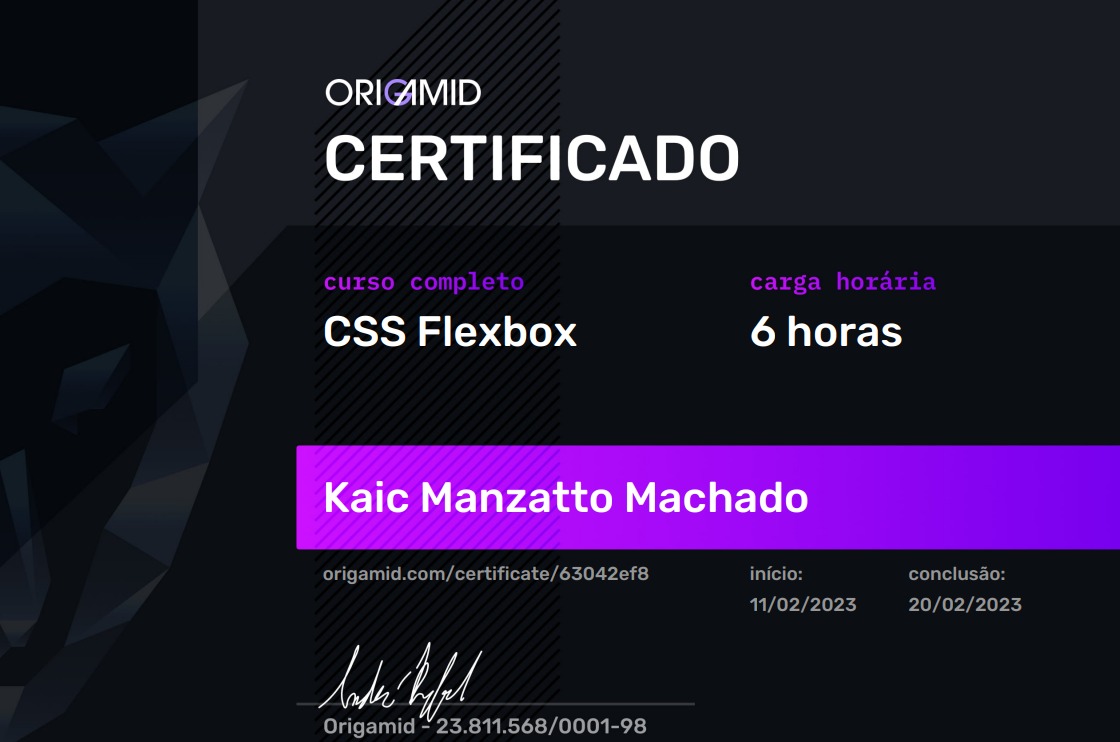 ORIGAMID
CERTIFICADO
curso completo
carga horária
CSS Flexbox
6 horas
Kaic Manzatto Machado
origamid.com/certificate/63042ef8
início:
conclusão:
11/02/2023
20/02/2023
Origamid - 23.811.568/0001-98